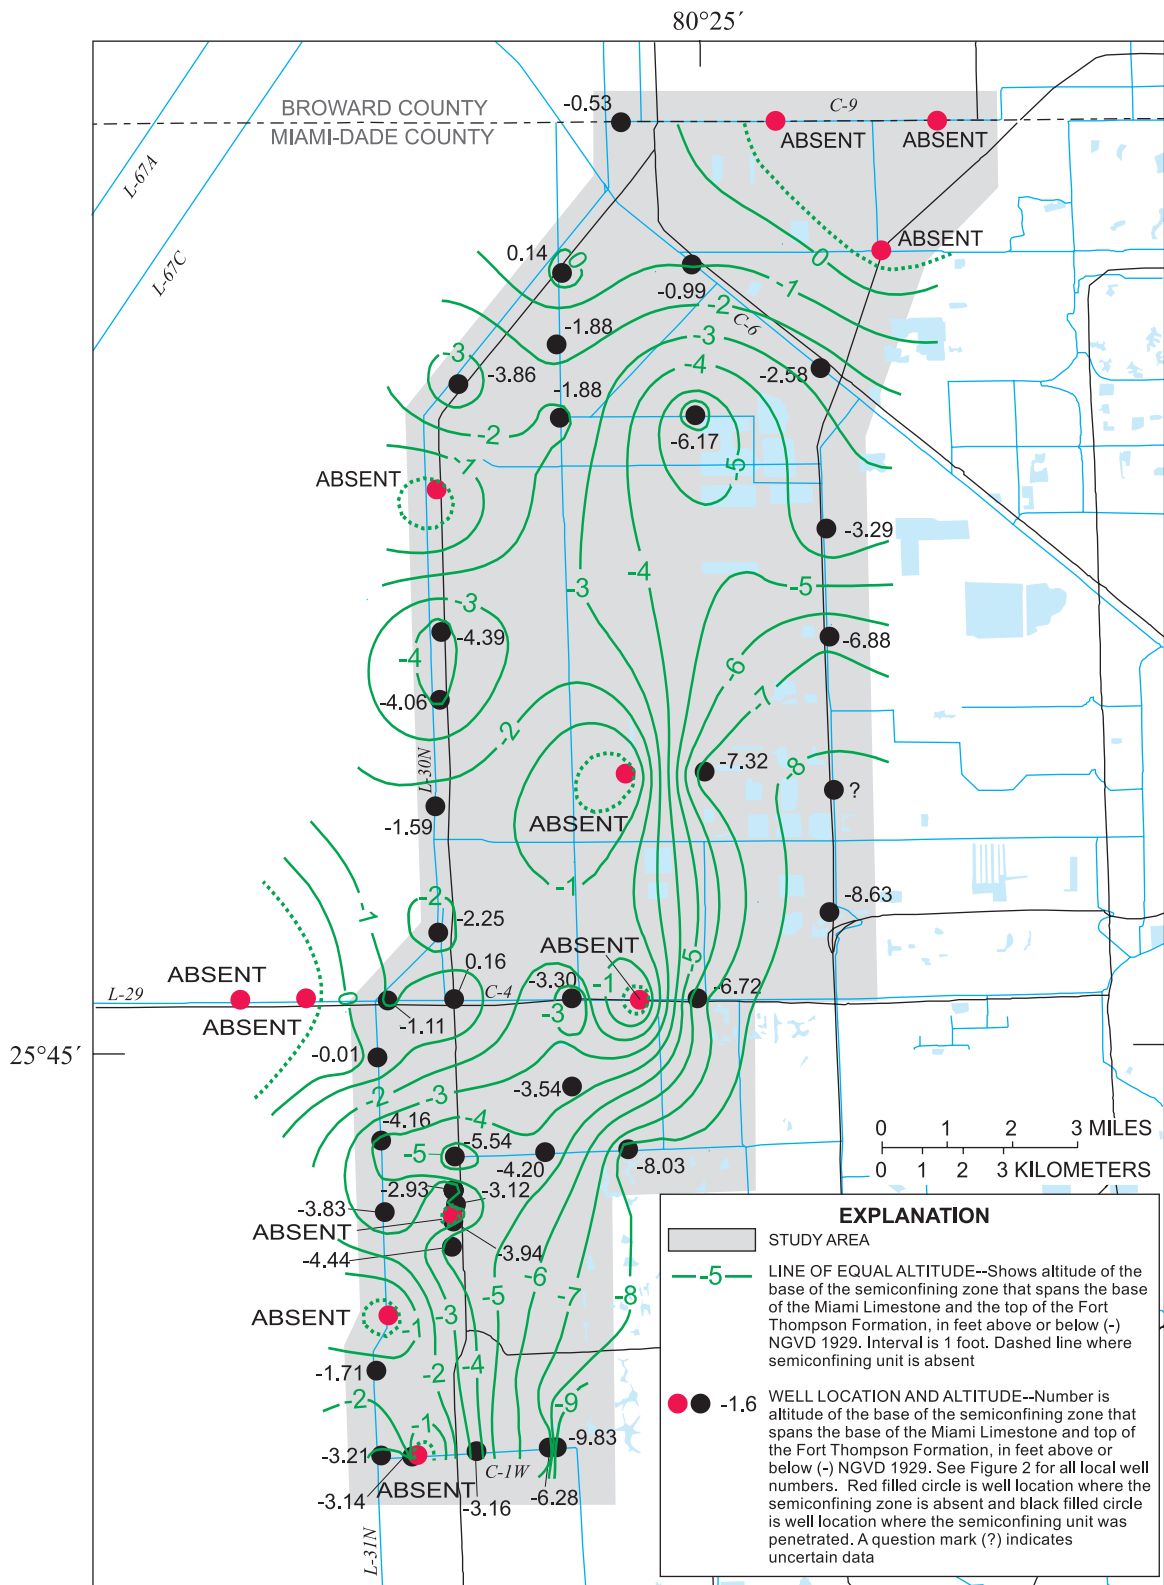 80°25´
BROWARD COUNTY
MIAMI-DADE COUNTY
-0.53
C-9
ABSENT
ABSENT
L-67A
L-67C
ABSENT
0.14
0
0
-0.99
-1
-2
C-6
-1.88
-3
-3
-4
-3.86
-2.58
-1.88
-2
-6.17
-1
-5
ABSENT
-3.29
-4
-3
-5
-3
-4.39
-6.88
-4
-6
-4.06
-7
-2
L-30N
-7.32
-8
?
-1.59
ABSENT
-1
-2
-8.63
-1
-2.25
ABSENT
-5
0.16
ABSENT
-3.30
-1
-6.72
L-29
0
C-4
-3
ABSENT
-1.11
25°45´
-0.01
-2
-3
-3.54
-4.16
-4
-5.54
-5
-4.20
-8.03
-2.93
-3.12
-3.83
ABSENT
-3.94
-4.44
-6
-5
-7
-8
-3
ABSENT
-1
-2
-4
-1.71
-2
-9
-1
-3.21
-9.83
C-1W
-3.14
ABSENT
-3.16
-6.28
L-31N
0 1 2 3 MILES
0 1 2 3 KILOMETERS
EXPLANATION
STUDY AREA
-5
LINE OF EQUAL ALTITUDE--Shows altitude of the
base of the semiconfining zone that spans the base
of the Miami Limestone and the top of the Fort
Thompson Formation, in feet above or below (-)
NGVD 1929. Interval is 1 foot. Dashed line where
semiconfining unit is absent
-1.6
WELL LOCATION AND ALTITUDE--Number is
altitude of the base of the semiconfining zone that
spans the base of the Miami Limestone and top of
the Fort Thompson Formation, in feet above or
below (-) NGVD 1929. See Figure 2 for all local well
numbers. Red filled circle is well location where the
semiconfining zone is absent and black filled circle
is well location where the semiconfining unit was
penetrated. A question mark (?) indicates
uncertain data